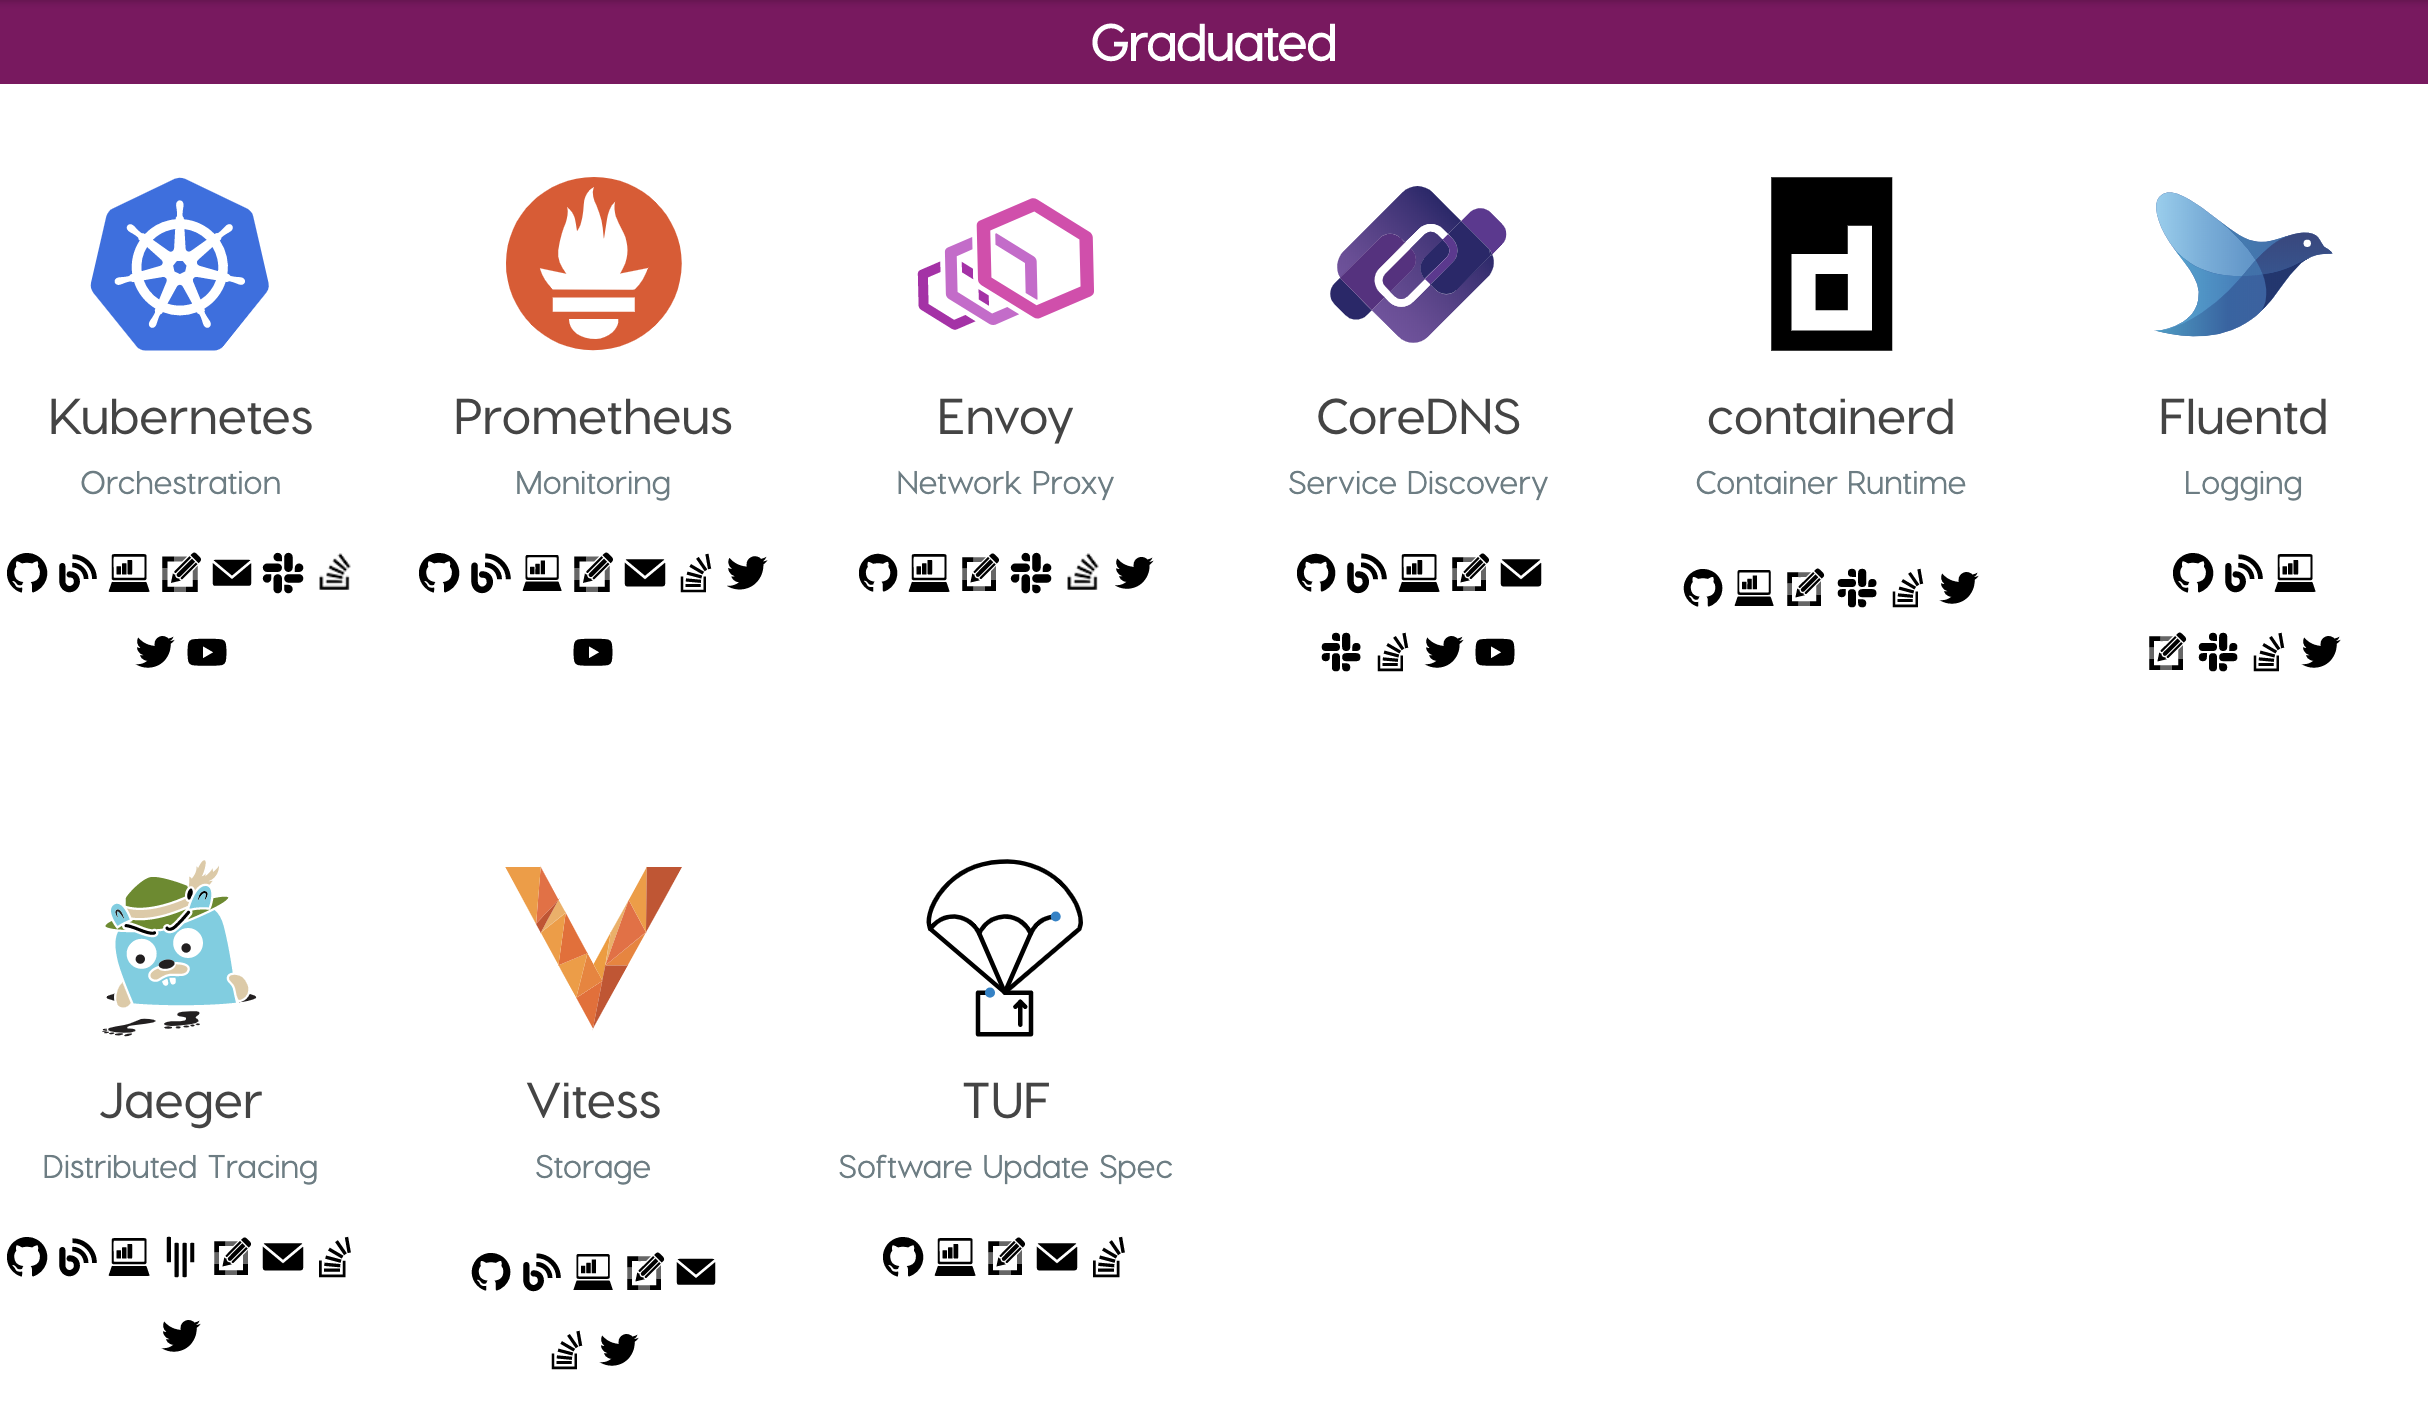 Graduated
Kubernetes
Orchestration
Prometheus
Monitoring
Envoy
Network Proxy
CoreDNS
Service Discovery
containerd
Container Runtime
Fluentd
Logging
Jaeger
Distributed Tracing
Vitess
Storage
TUF
Software Update Spec